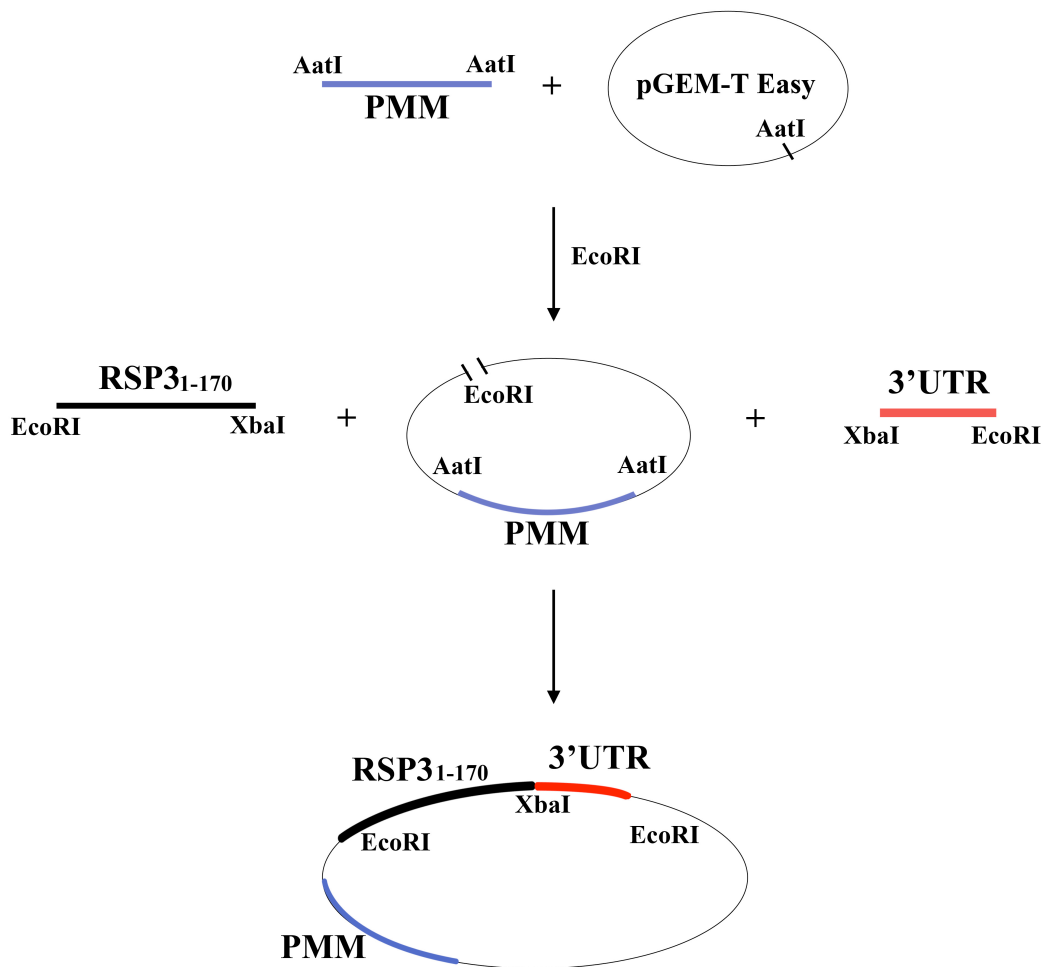 AatI AatI
PMM
+
pGEM-T Easy
AatI
EcoRI
RSP31-170
EcoRI XbaI
+
EcoRI
AatI AatI
PMM
+
3’UTR
XbaI EcoRI
RSP31-170 3’UTR
XbaI
EcoRI EcoRI
PMM